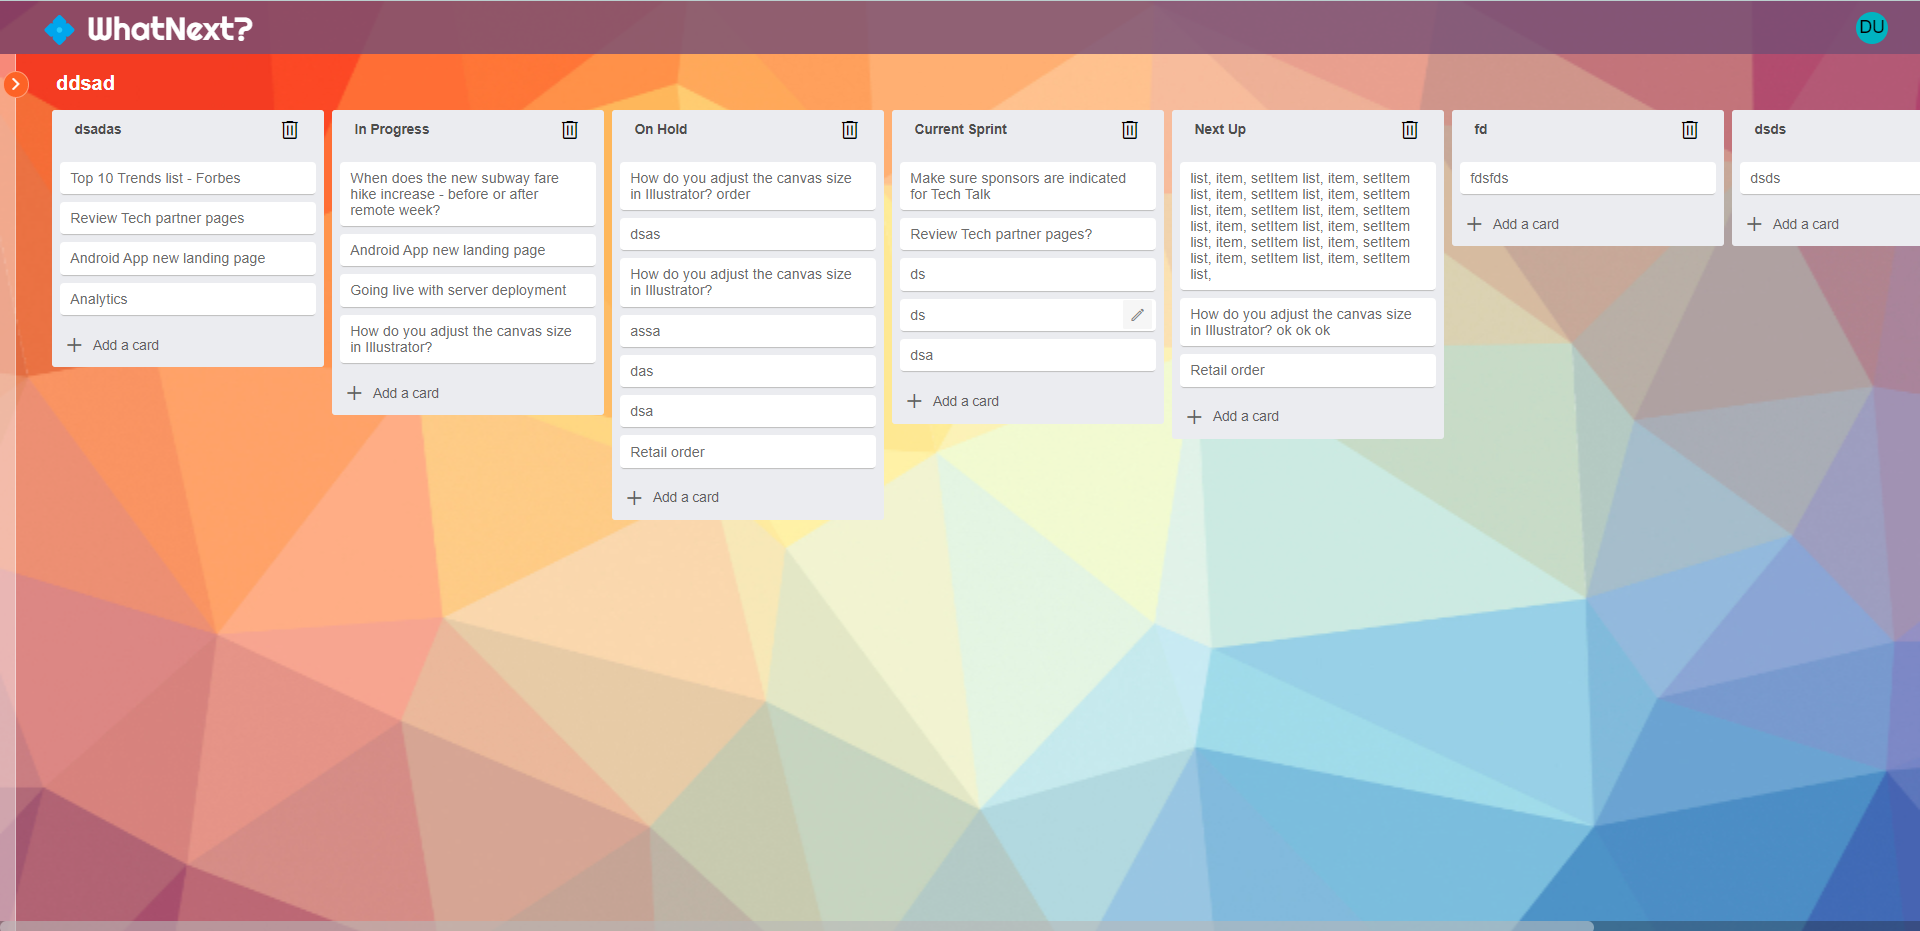 WhatNext?
DU
ddsad
dsadas
Top 10 Trends list - Forbes
Review Tech partner pages
Android App new landing page
Analytics
Add a card
In Progress
When does the new subway fare
hike increase - before or after
remote week?
Android App new landing page
Going live with server deployment
How do you adjust the canvas size
in Illustrator?
Add a card
On Hold
How do you adjust the canvas size
in Illustrator? order
dsas
How do you adjust the canvas size
in Illustrator?
assa
das
dsa
Retail order
Add a card
Current Sprint
Make sure sponsors are indicated
for Tech Talk
Review Tech partner pages?
ds
ds
dsa
Add a card
Next Up
list, item, setItem list, item, setItem
list, item, setItem list, item, setItem
list, item, setItem list, item, setItem
list, item, setItem list, item, setItem
list, item, setItem list, item, setItem
list, item, setItem list, item, setItem
list,
How do you adjust the canvas size
in Illustrator? ok ok ok
Retail order
Add a card
fd
fdsfds
Add a card
dsds
dsds
Add a card